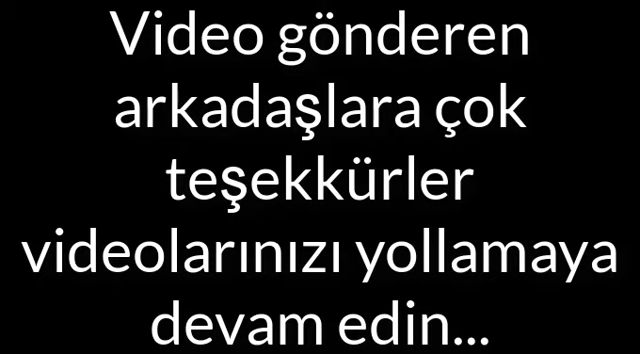 Video gönderen
arkadaşlara çok
teşekkürler
videolarınızı yollamaya
devam edin...